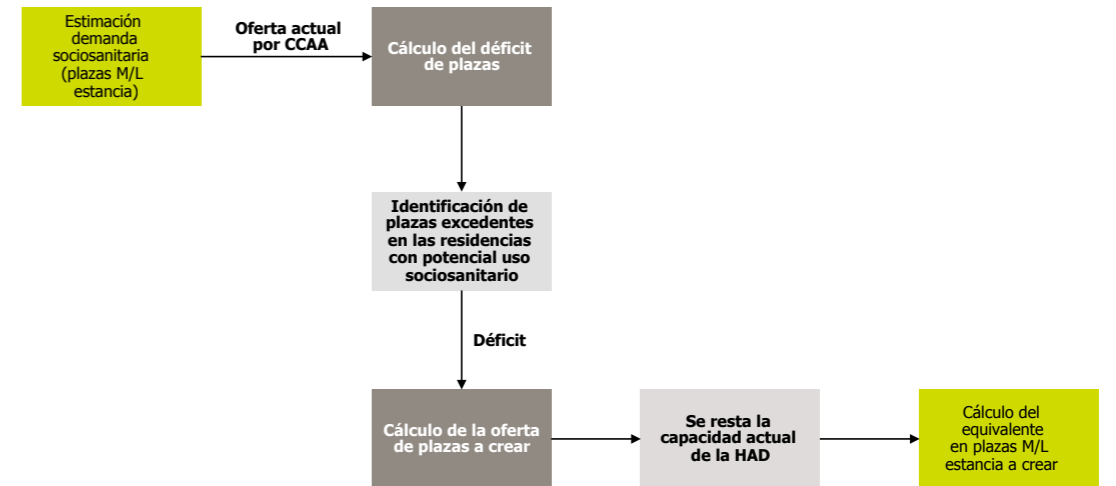 Estimación
demanda
sociosanitaria
(plazas M/L
estancia)
Oferta actual
por CCAA
Cálculo del déficit
de plazas
Identificación de
plazas excedentes
en las residencias
con potencial uso
sociosanitario
Déficit
Cálculo de la oferta
de plazas a crear
Se resta la
capacidad actual
de la HAD
Cálculo del
equivalente
en plazas M/L
estancia a crear